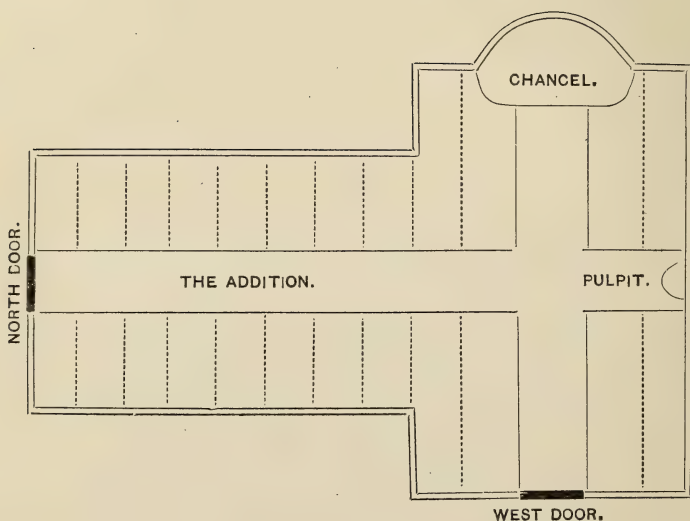 CHANCEL.
NORTH DOOR.
THE ADDITION.
PULPIT.
WEST DOOR.